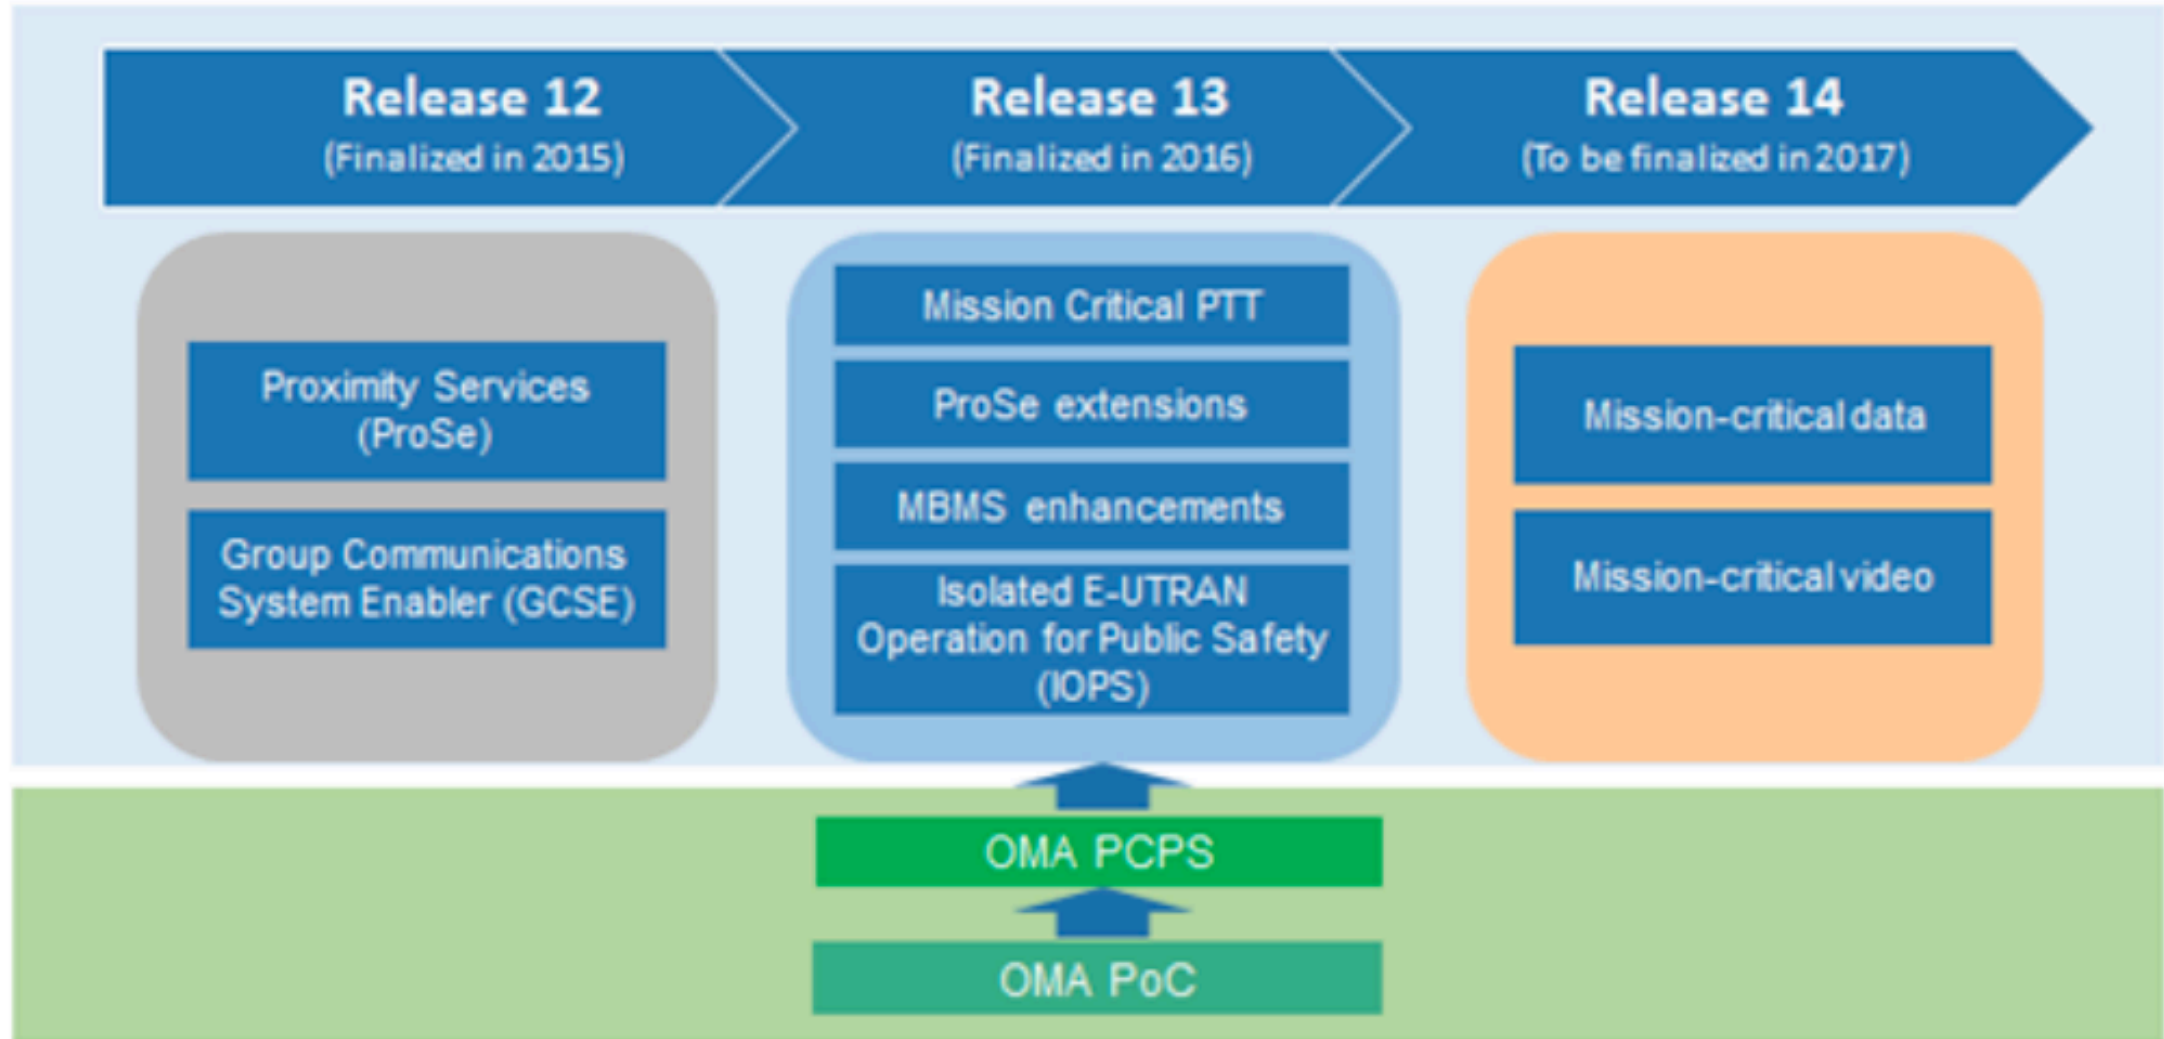 Release 12
(Finalized in 2015)
Release 13
(Finalized in 2016)
Release 14
(To be finalized in 2017)
Proximity Services
(ProSe)
Group Communications
System Enabler (GCSE)
Mission Critical PTT
ProSe extensions
MBMS enhancements
Isolated E-UTRAN
Operation for Public Safety
(IOPS)
Mission-critical data
Mission-critical video
OMA PCPS
OMA PoC